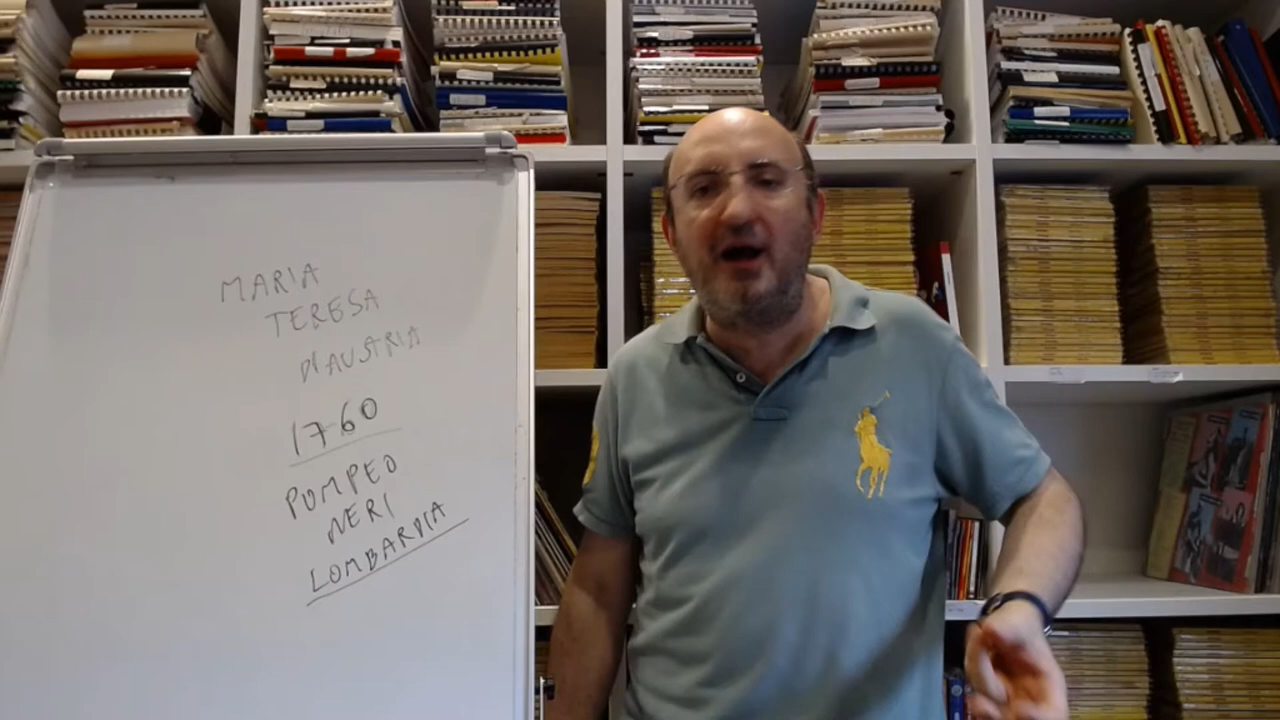 MARIA
TERESA
D'AUSTRIA
1760
POMPEO
NERI
LOMBARDIA